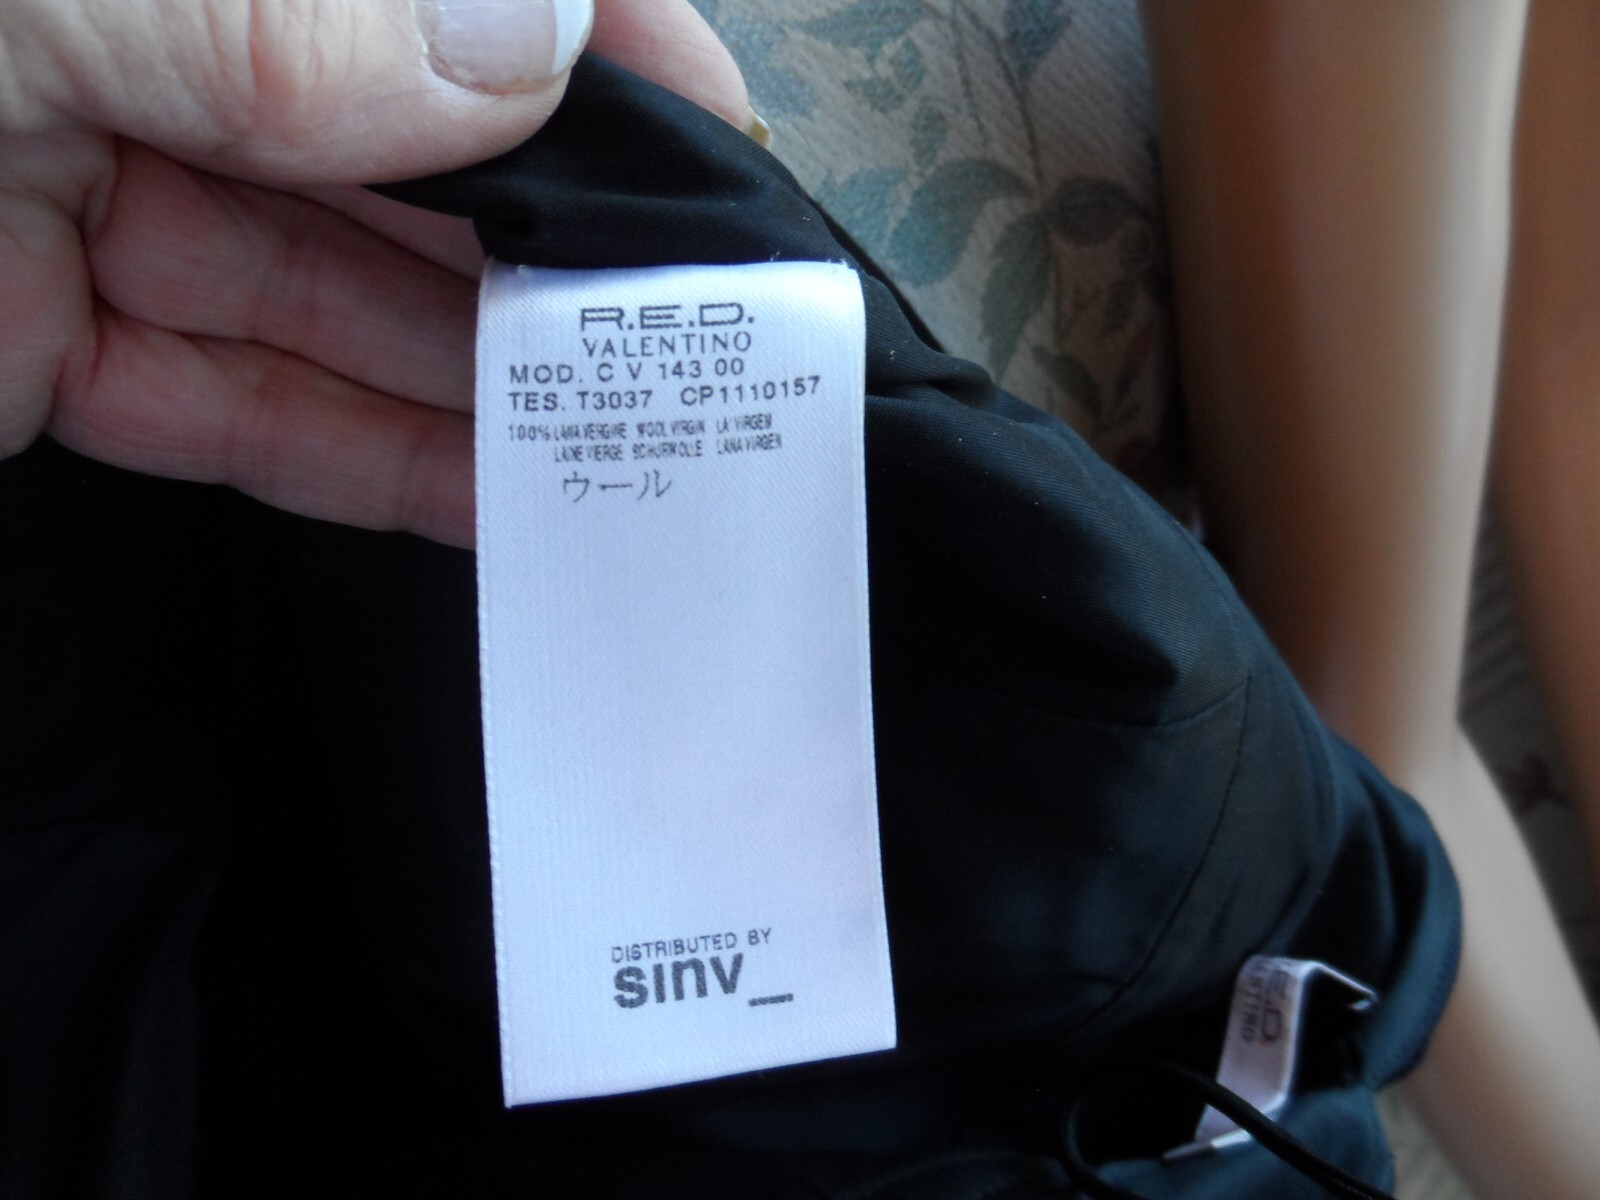 R.E.D.
VALENTINO
MOD. C V 143 00
TES. T3037 CP1110157
100% LANA VERGINE WOOL VIRGIN LA VIRGEM
LAINE VIERGE SCHURWOLLE LANA VIRGEN
ウール
DISTRIBUTED BY
sinv_